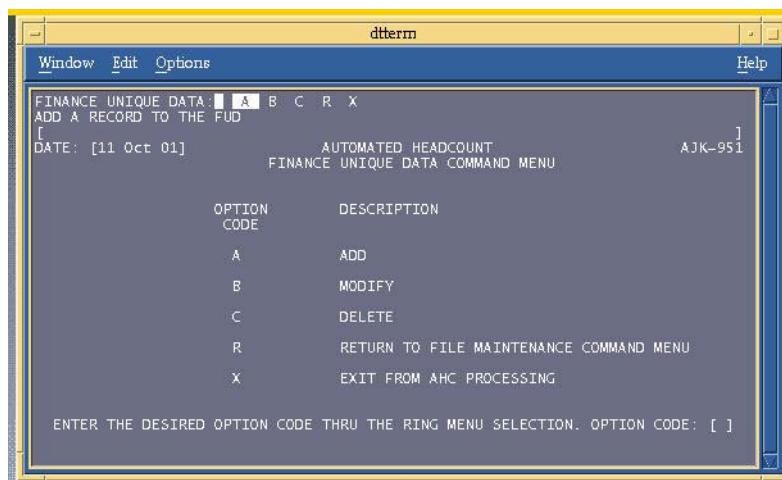 dtterm
Window Edit Options Help
FINANCE UNIQUE DATA: A B C R X
ADD A RECORD TO THE FUD
[ ]
DATE: [11 Oct 01] AUTOMATED HEADCOUNT AJK-951
FINANCE UNIQUE DATA COMMAND MENU
OPTION DESCRIPTION
CODE
A ADD
B MODIFY
C DELETE
R RETURN TO FILE MAINTENANCE COMMAND MENU
X EXIT FROM AHC PROCESSING
ENTER THE DESIRED OPTION CODE THRU THE RING MENU SELECTION. OPTION CODE: [ ]